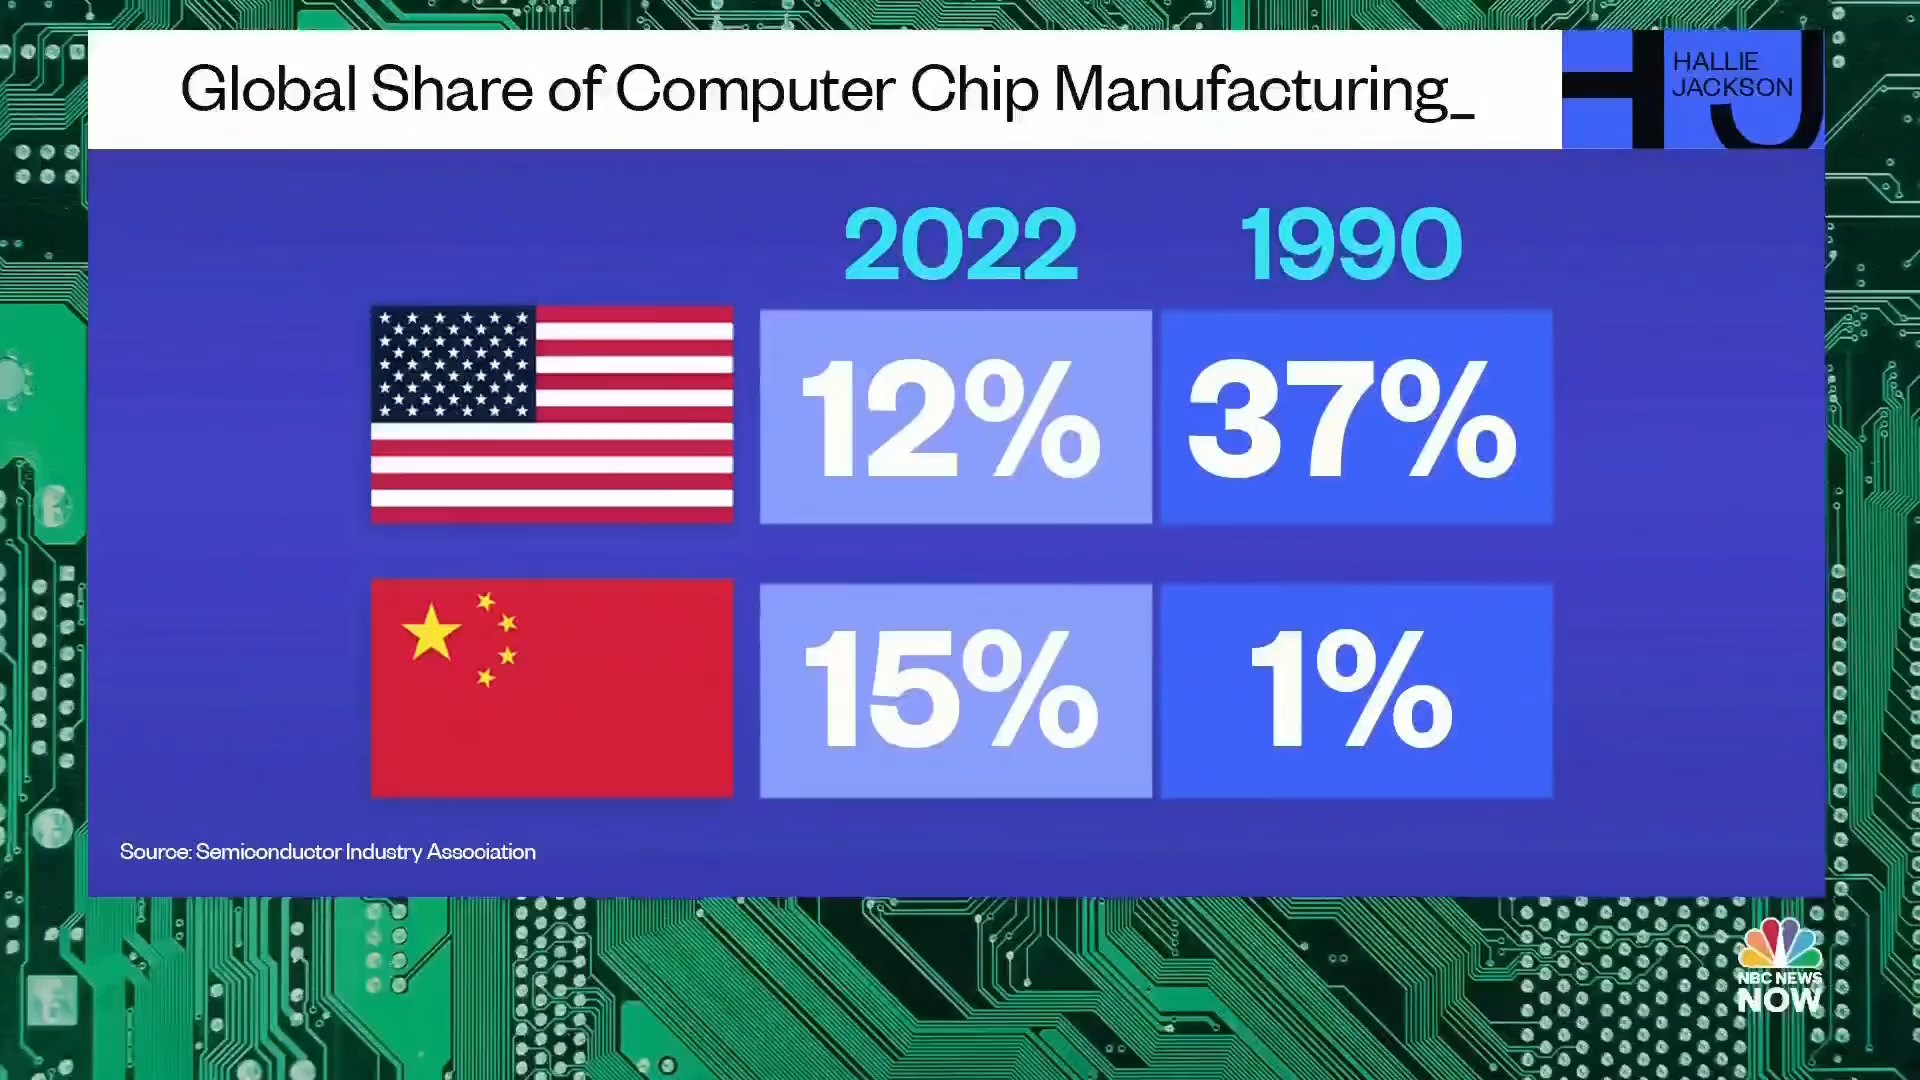 Global Share of Computer Chip Manufacturing_
HALLIE
JACKSON
HJ
2022 1990
12% 37%
15% 1%
Source: Semiconductor Industry Association
NBC NEWS
NOW